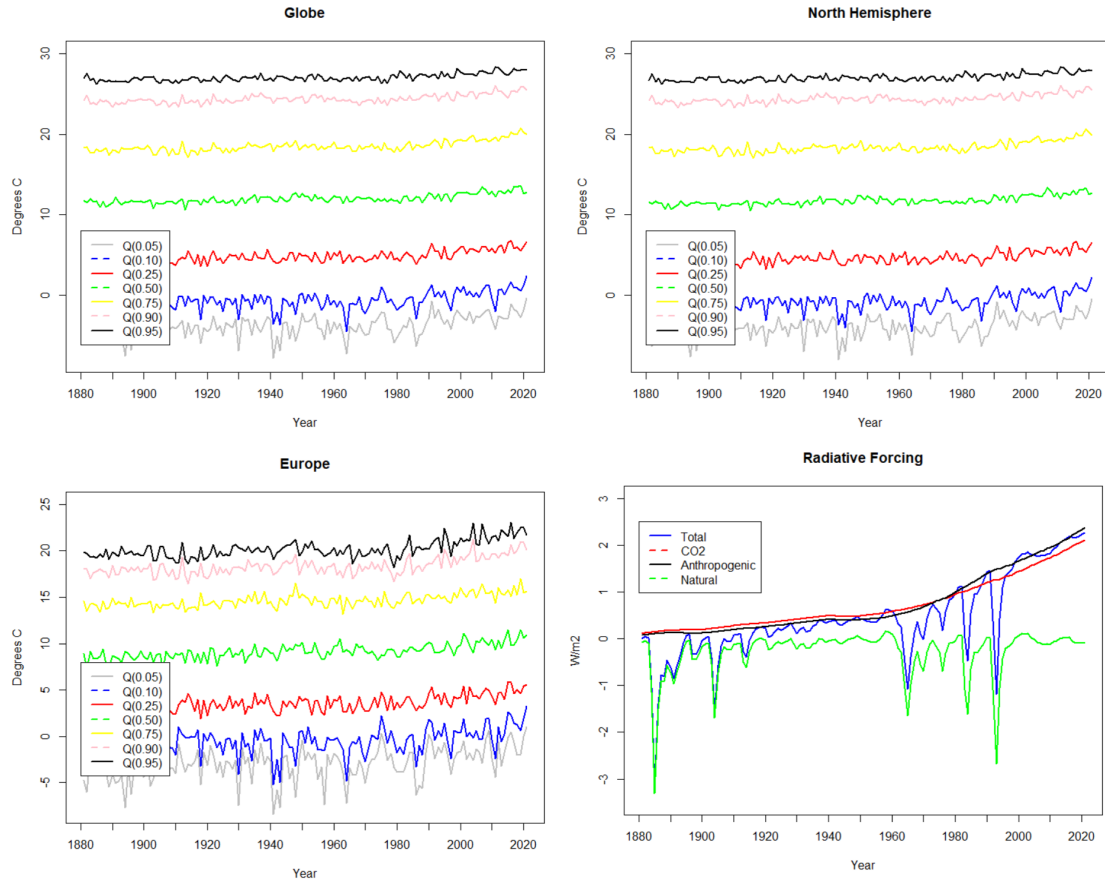 Globe
30
20
10
0
Degrees C
Q(0.05)
Q(0.10)
Q(0.25)
Q(0.50)
Q(0.75)
Q(0.90)
Q(0.95)
1880 1900 1920 1940 1960 1980 2000 2020
Year
North Hemisphere
30
20
10
0
Degrees C
Q(0.05)
Q(0.10)
Q(0.25)
Q(0.50)
Q(0.75)
Q(0.90)
Q(0.95)
1880 1900 1920 1940 1960 1980 2000 2020
Year
Europe
25
20
15
10
5
0
-5
Degrees C
Q(0.05)
Q(0.10)
Q(0.25)
Q(0.50)
Q(0.75)
Q(0.90)
Q(0.95)
1880 1900 1920 1940 1960 1980 2000 2020
Year
Radiative Forcing
3
2
1
0
-1
-2
-3
W/m2
Total
CO2
Anthropogenic
Natural
1880 1900 1920 1940 1960 1980 2000 2020
Year